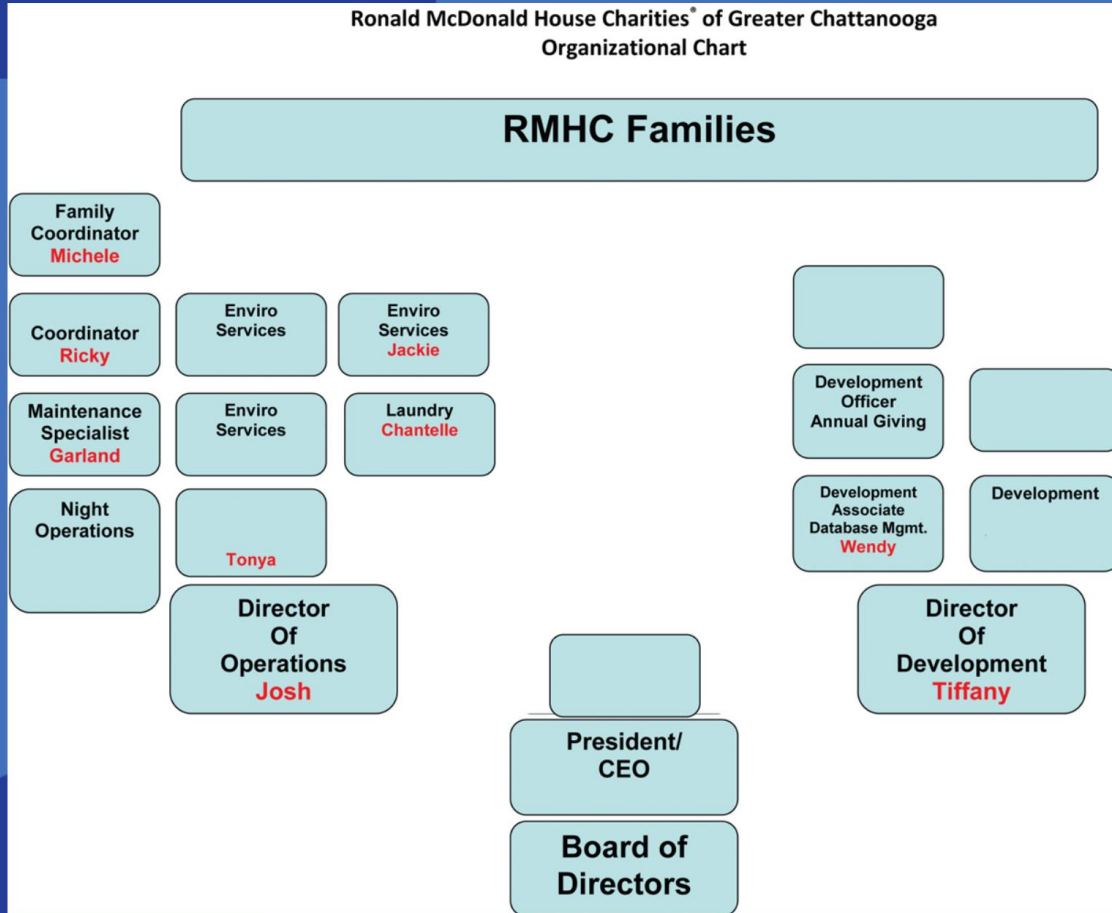 Ronald McDonald House Charities® of Greater Chattanooga
Organizational Chart
RMHC Families
Family
Coordinator
Michele
Coordinator
Ricky
Enviro
Services
Enviro
Services
Jackie
Maintenance
Specialist
Garland
Enviro
Services
Laundry
Chantelle
Development
Officer
Annual Giving
Night
Operations
Tonya
Development
Associate
Database Mgmt.
Wendy
Development
Director
Of
Operations
Josh
Director
Of
Development
Tiffany
President/
CEO
Board of
Directors